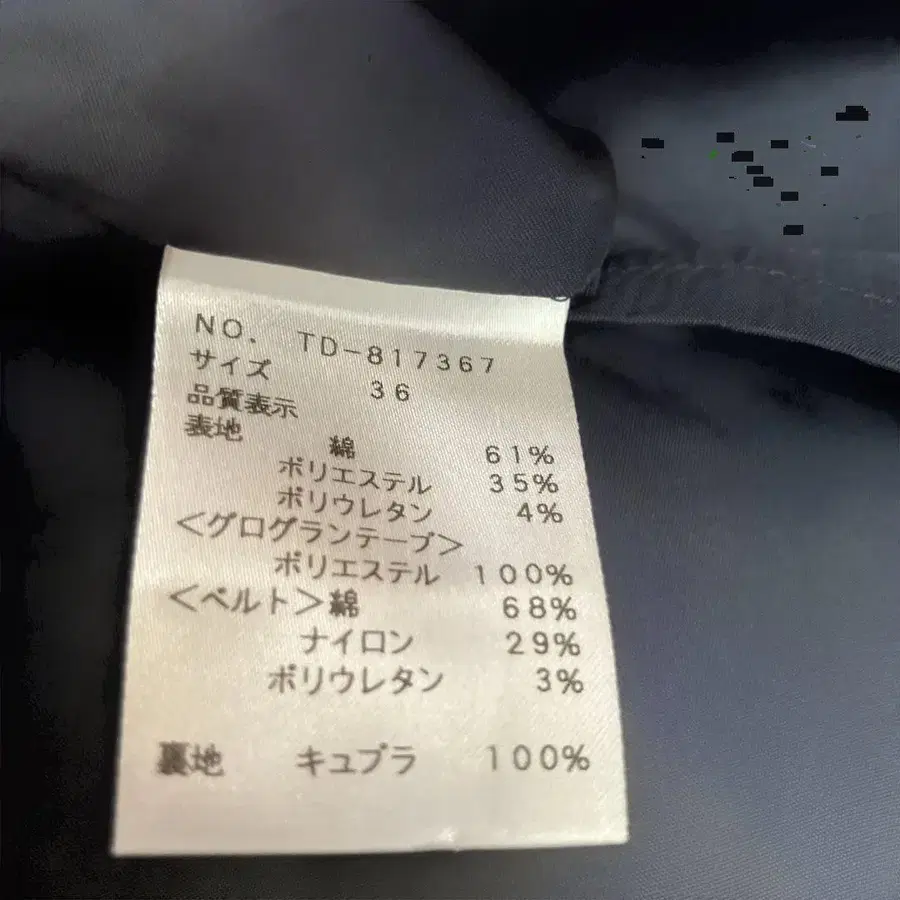 NO. TD-817367
サイズ 36
品質表示
表地 綿 61%
ポリエステル 35%
ポリウレタン 4%
<グログランテープ>
ポリエステル 100%
<ベルト>綿 68%
ナイロン 29%
ポリウレタン 3%
裏地 キュプラ 100%